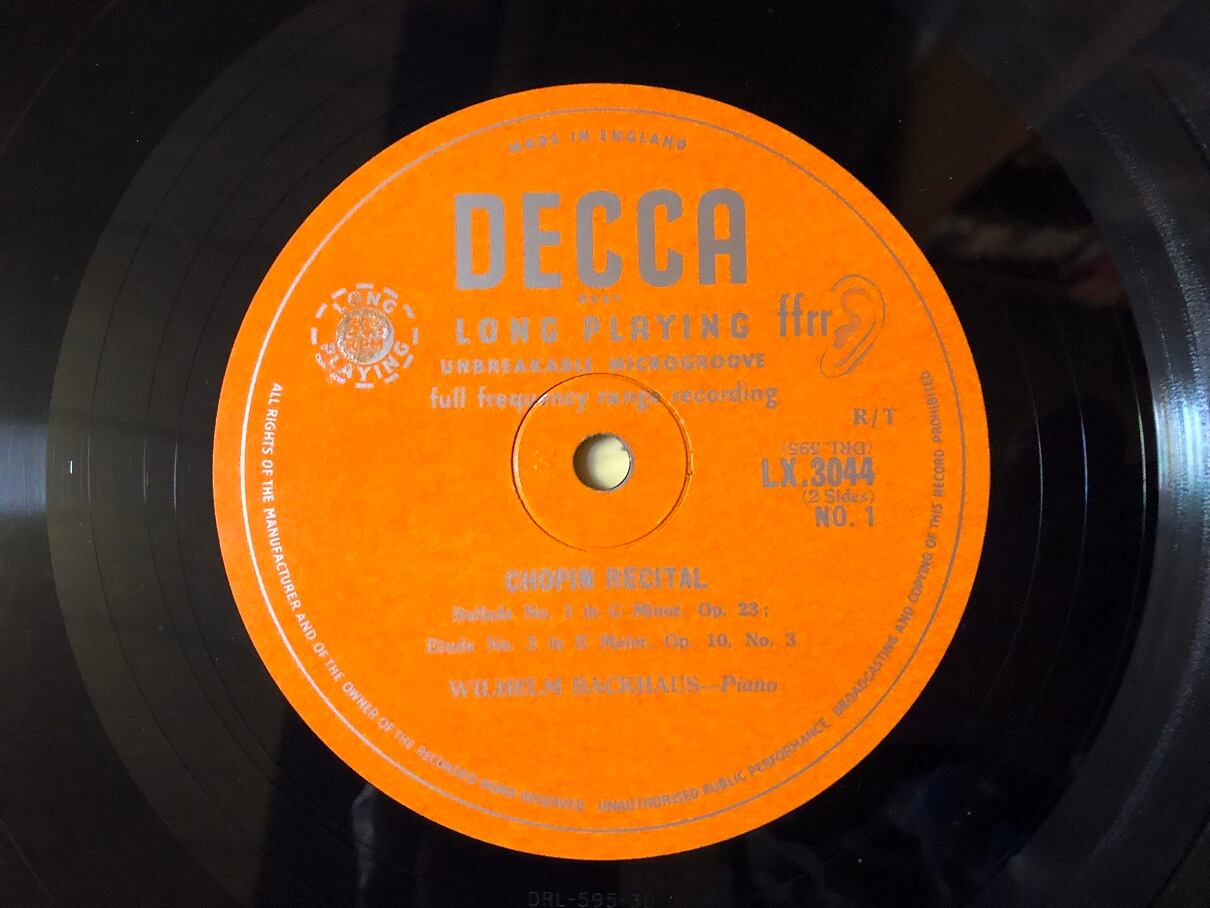 MADE IN ENGLAND
DECCA
LONG PLAYING
LONG PLAYING
ffrr
UNBREAKABLE MICROGROOVE
full frequency range recording
R/T
(DRL.595)
LX.3044
(2 Sides)
NO. 1
CHOPIN RECITAL
Ballade No. 1 in G Minor, Op. 23;
Etude No. 3 in E Major, Op. 10, No. 3
WILHELM BACKHAUS—Piano
ALL RIGHTS OF THE MANUFACTURER AND OF THE OWNER OF THE RECORDED WORK RESERVED UNAUTHORISED PUBLIC PERFORMANCE BROADCASTING AND COPYING OF THIS RECORD PROHIBITED